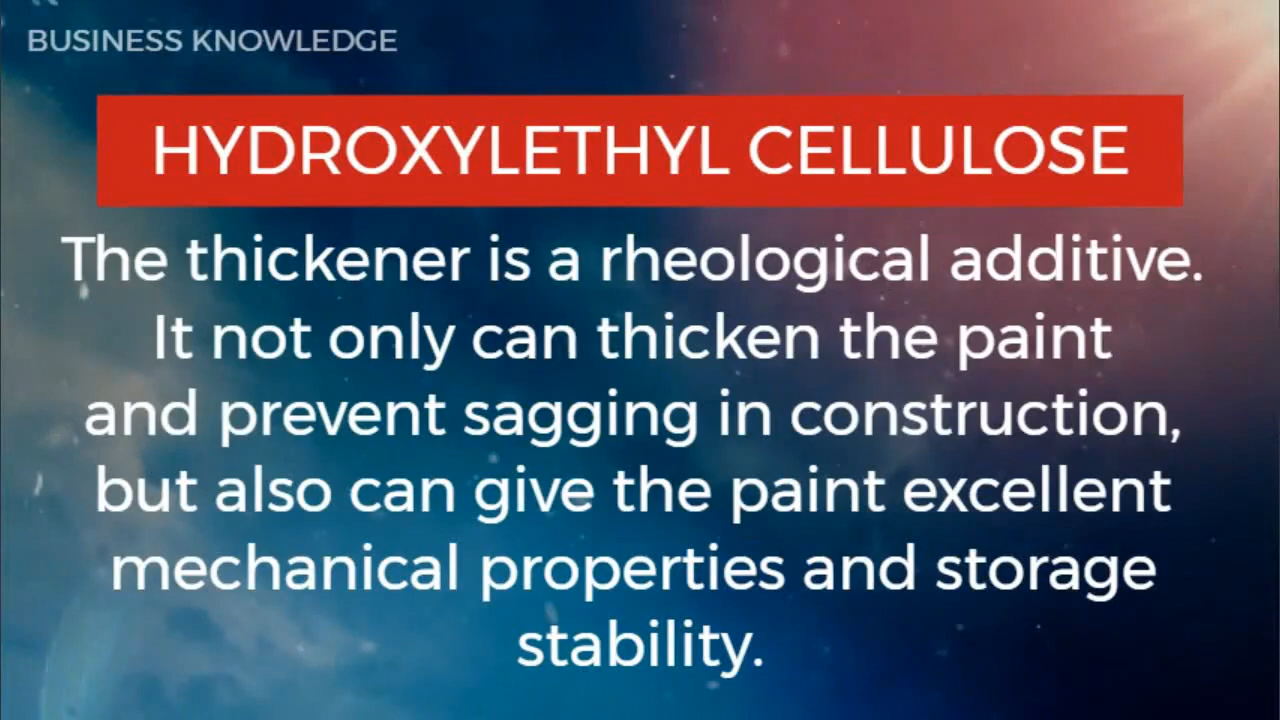 BUSINESS KNOWLEDGE
HYDROXYLETHYL CELLULOSE
The thickener is a rheological additive.
It not only can thicken the paint
and prevent sagging in construction,
but also can give the paint excellent
mechanical properties and storage
stability.